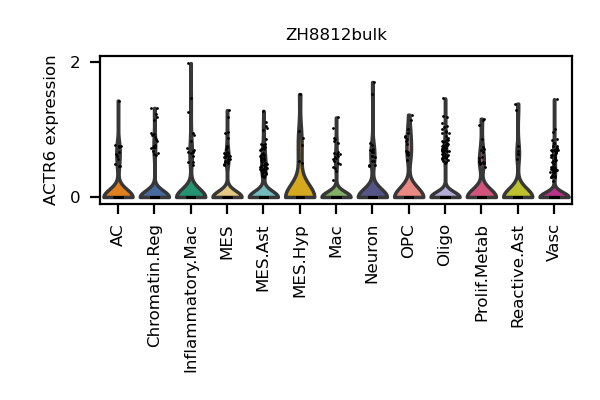 ZH8812bulk
ACTR6 expression
2
0
AC
Chromatin.Reg
Inflammatory.Mac
MES
MES.Ast
MES.Hyp
Mac
Neuron
OPC
Oligo
Prolif.Metab
Reactive.Ast
Vasc